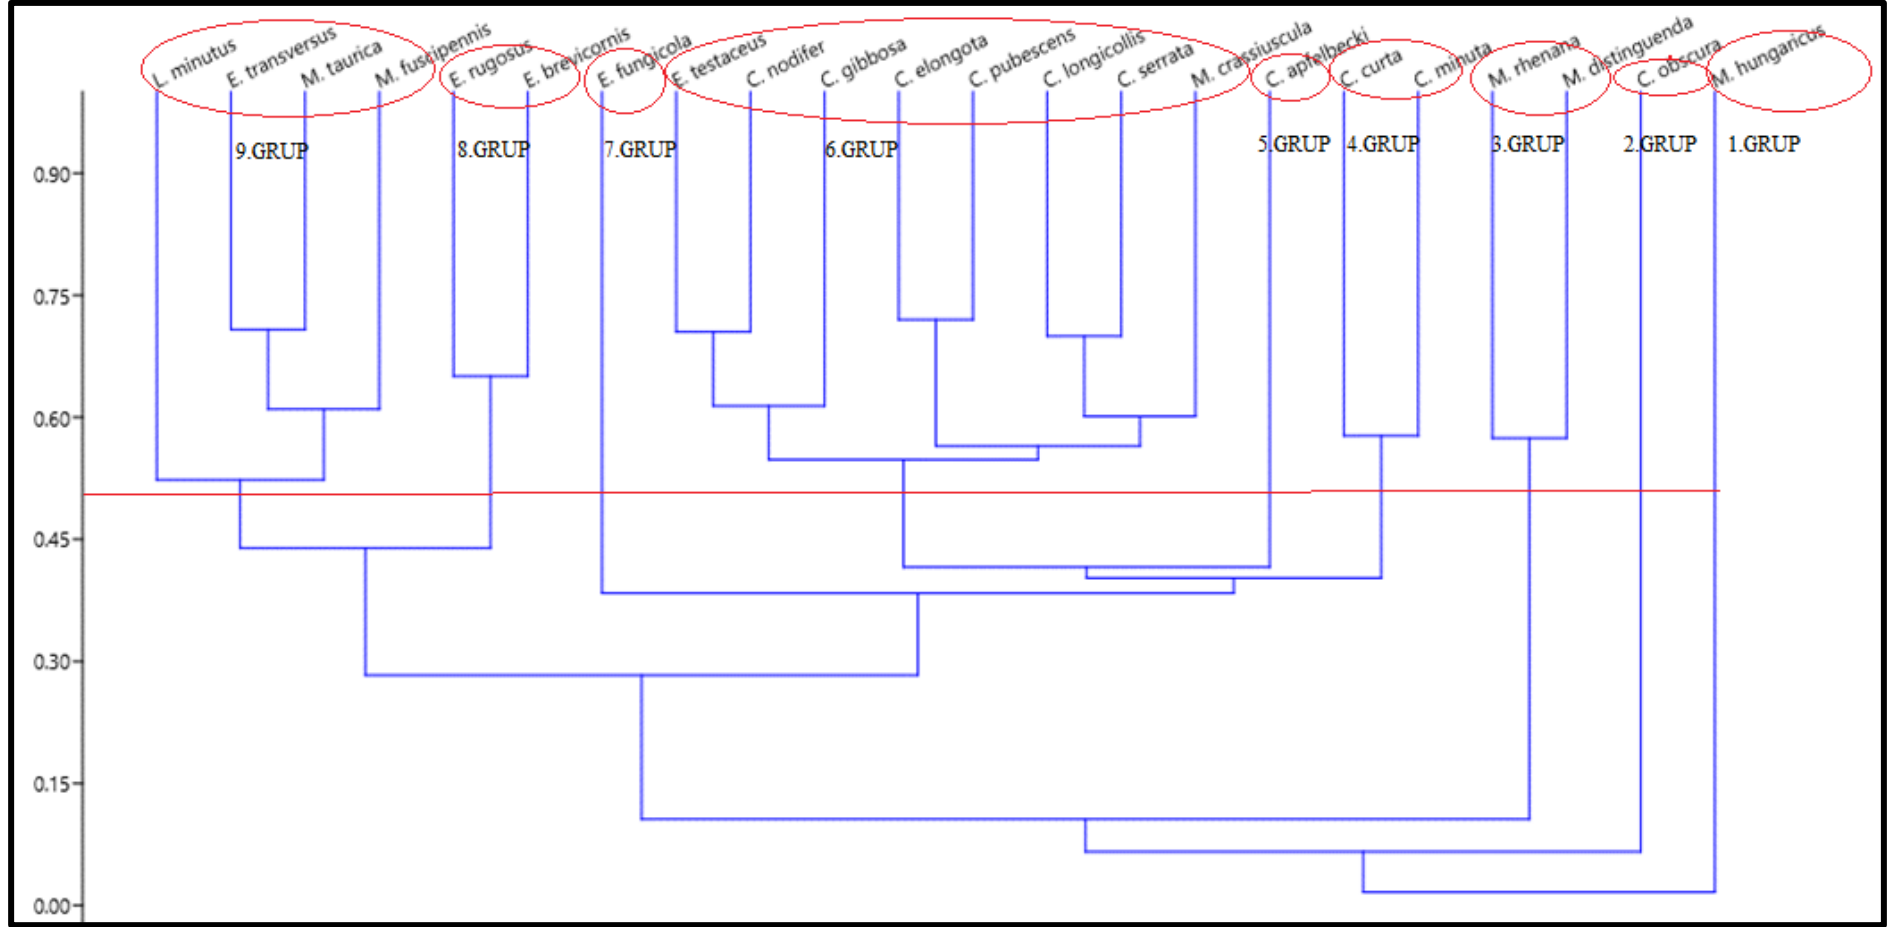 L. minutus
E. transversus
M. taurica
M. fuscipennis
E. rugosus
E. brevicornis
E. fungicola
E. testaceus
C. nodifer
C. gibbosa
C. elongota
C. pubescens
C. longicollis
C. serrata
M. crassiuscula
C. apfelbecki
C. curta
C. minuta
M. rhenana
M. distinguenda
C. obscura
M. hungaricus
9.GRUP
8.GRUP
7.GRUP
6.GRUP
5.GRUP
4.GRUP
3.GRUP
2.GRUP
1.GRUP
0.90
0.75
0.60
0.45
0.30
0.15
0.00